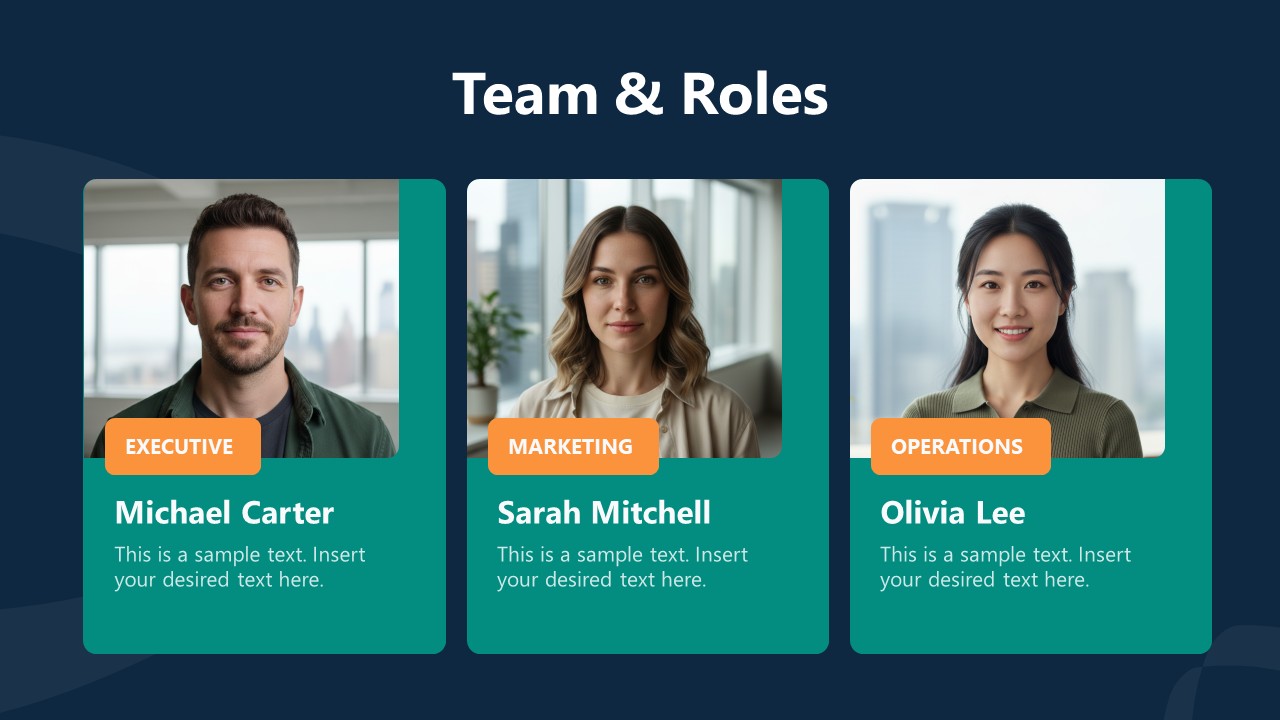 Team & Roles
EXECUTIVE
Michael Carter
This is a sample text. Insert
your desired text here.
MARKETING
Sarah Mitchell
This is a sample text. Insert
your desired text here.
OPERATIONS
Olivia Lee
This is a sample text. Insert
your desired text here.